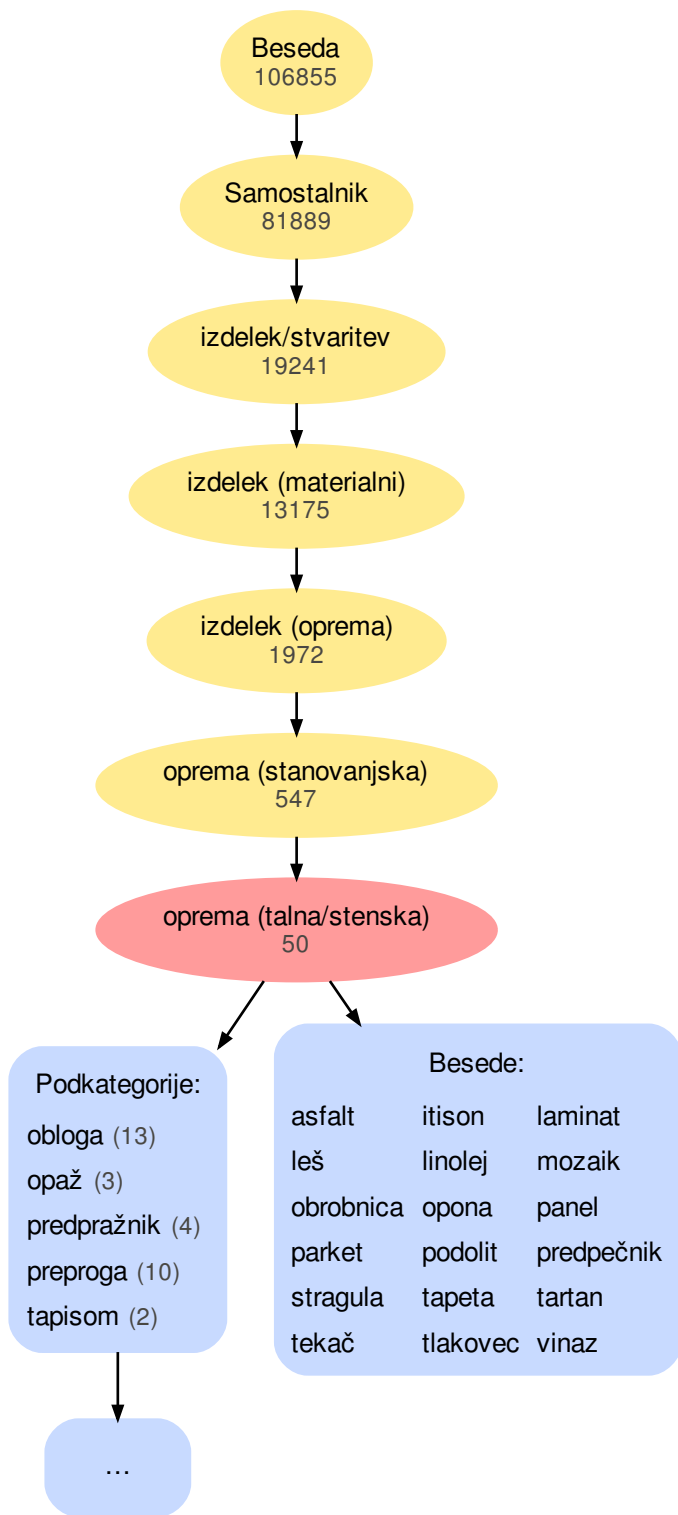 Beseda
106855
Samostalnik
81889
izdelek/stvaritev
19241
izdelek (materialni)
13175
izdelek (oprema)
1972
oprema (stanovanjska)
547
oprema (talna/stenska)
50
Podkategorije:
obloga (13)
opaž (3)
predpražnik (4)
preproga (10)
tapisom (2)
...
Besede:
asfalt itison laminat
leš linolej mozaik
obrobnica opona panel
parket podolit predpečnik
stragula tapeta tartan
tekač tlakovec vinaz